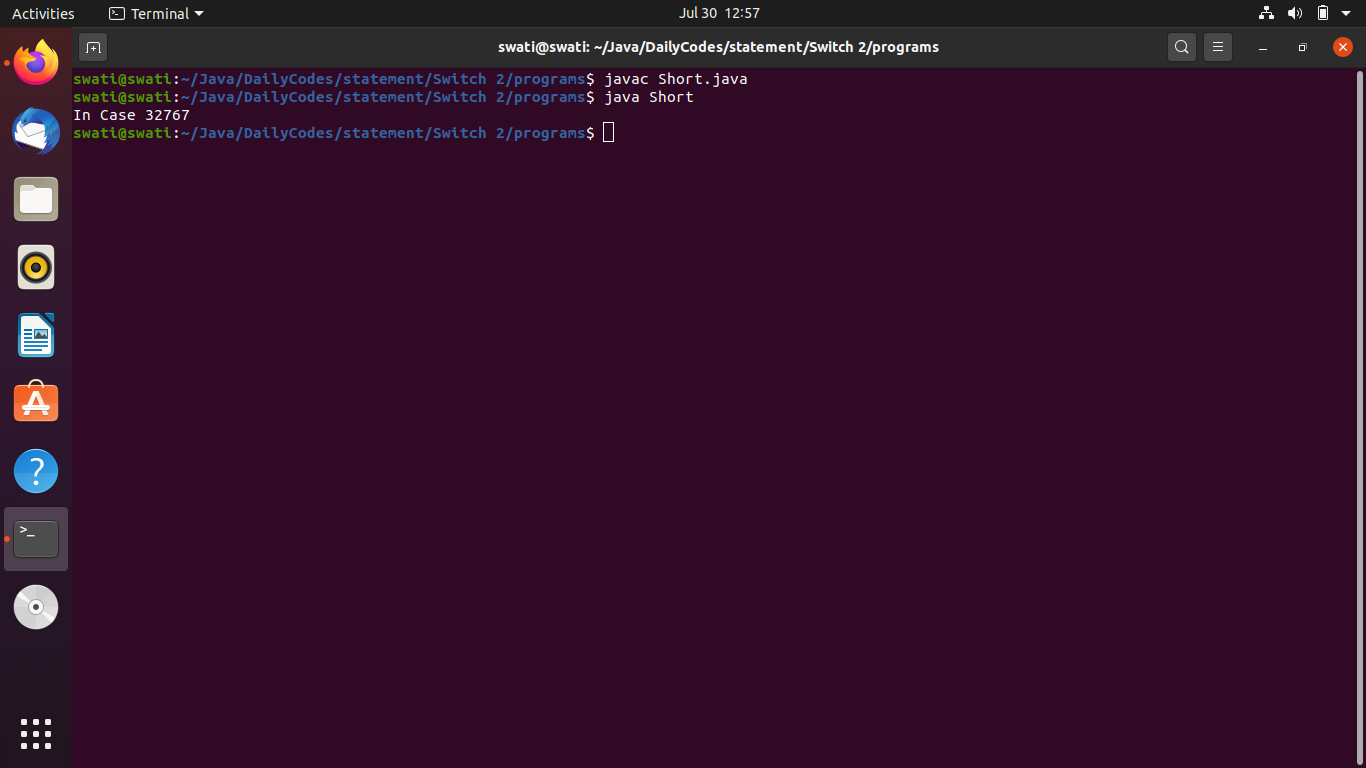 Activities
Terminal
Jul 30 12:57
swati@swati: ~/Java/DailyCodes/statement/Switch 2/programs
swati@swati:~/Java/DailyCodes/statement/Switch 2/programs$ javac Short.java
swati@swati:~/Java/DailyCodes/statement/Switch 2/programs$ java Short
In Case 32767
swati@swati:~/Java/DailyCodes/statement/Switch 2/programs$